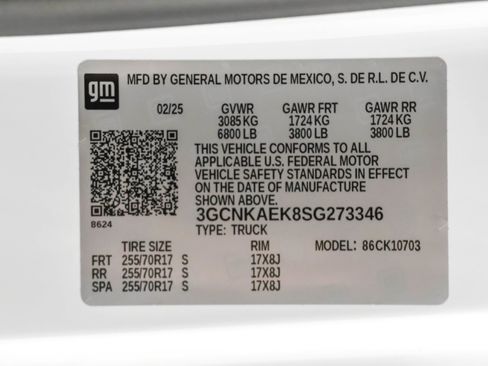 gm MFD BY GENERAL MOTORS DE MEXICO, S. DE R.L. DE C.V.
02/25 GVWR GAWR FRT GAWR RR
3085 KG 1724 KG 1724 KG
6800 LB 3800 LB 3800 LB
THIS VEHICLE CONFORMS TO ALL
APPLICABLE U.S. FEDERAL MOTOR
VEHICLE SAFETY STANDARDS IN EFFECT
ON THE DATE OF MANUFACTURE
SHOWN ABOVE.
3GCNKAEK8SG273346
8624
TYPE: TRUCK
TIRE SIZE RIM MODEL: 86CK10703
FRT 255/70R17 S 17X8J
RR 255/70R17 S 17X8J
SPA 255/70R17 S 17X8J